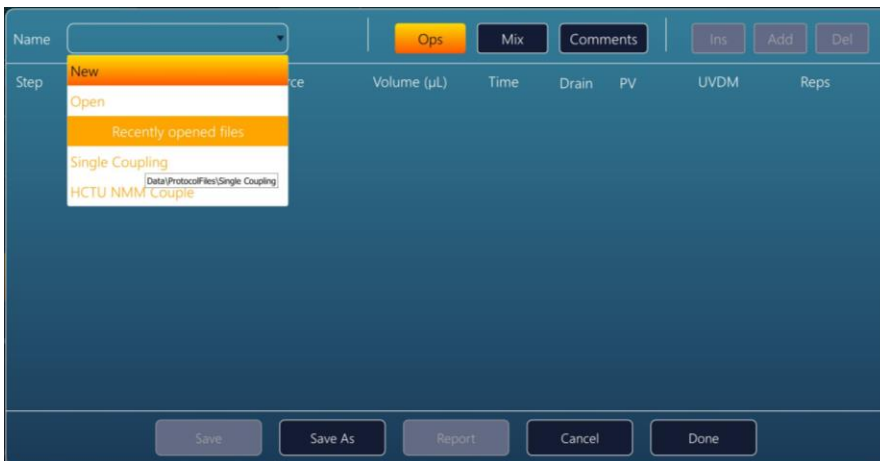 Name Ops Mix Comments Ins Add Del
Step Volume (µL) Time Drain PV UVDM Reps
New
Open
Recently opened files
Single Coupling
Data\ProtocolFiles\Single Coupling
HCTU NMM Couple
Save Save As Report Cancel Done